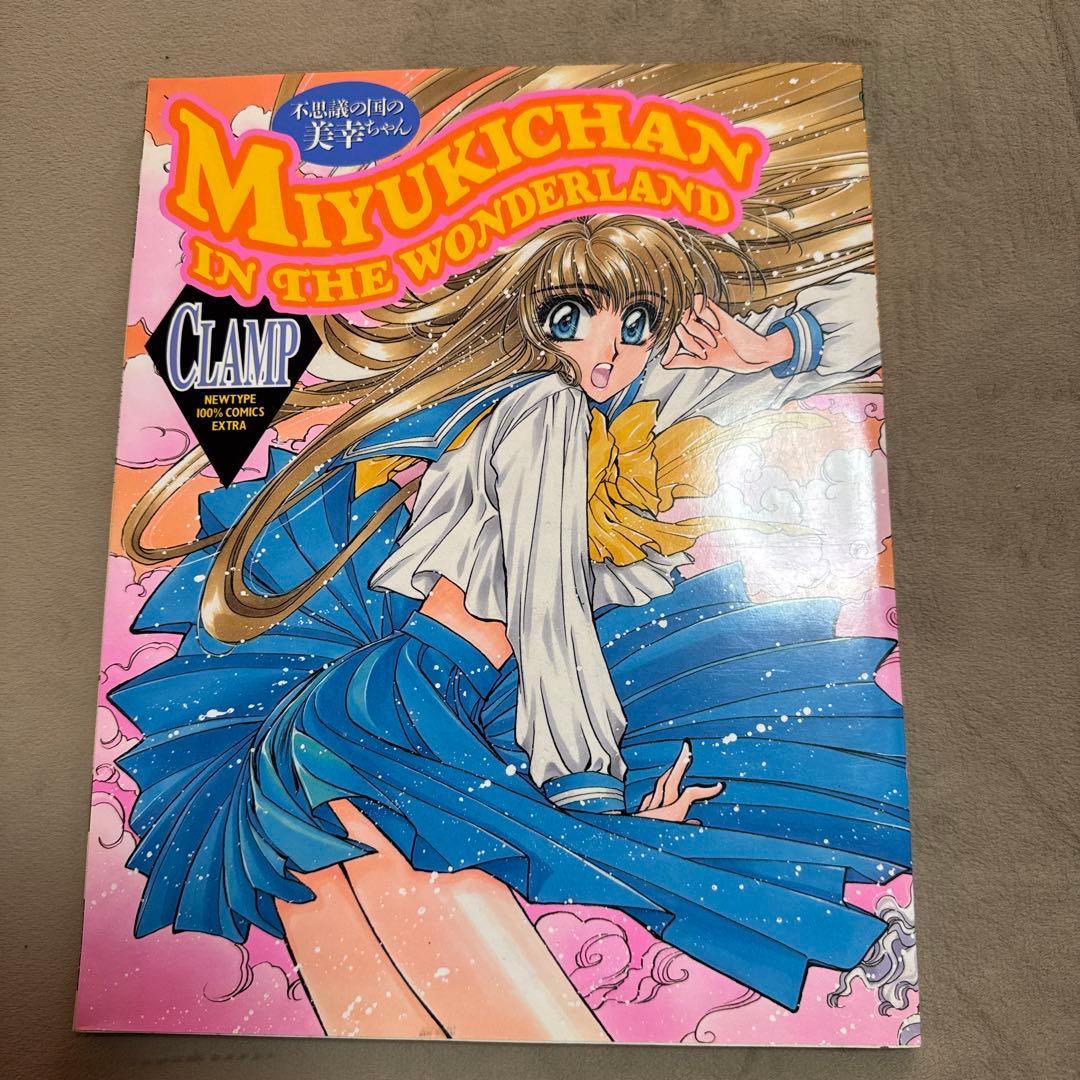 不思議の国の
美幸ちゃん
MIYUKICHAN
IN THE WONDERLAND
CLAMP
NEWTYPE
100% COMICS
EXTRA